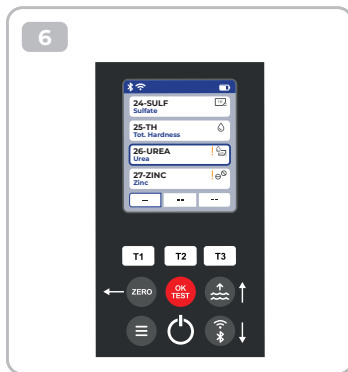 6
24-SULF
Sulfate
25-TH
Tot. Hardness
26-UREA
Urea
27-ZINC
Zinc
-- -- --
T1 T2 T3
ZERO OK TEST